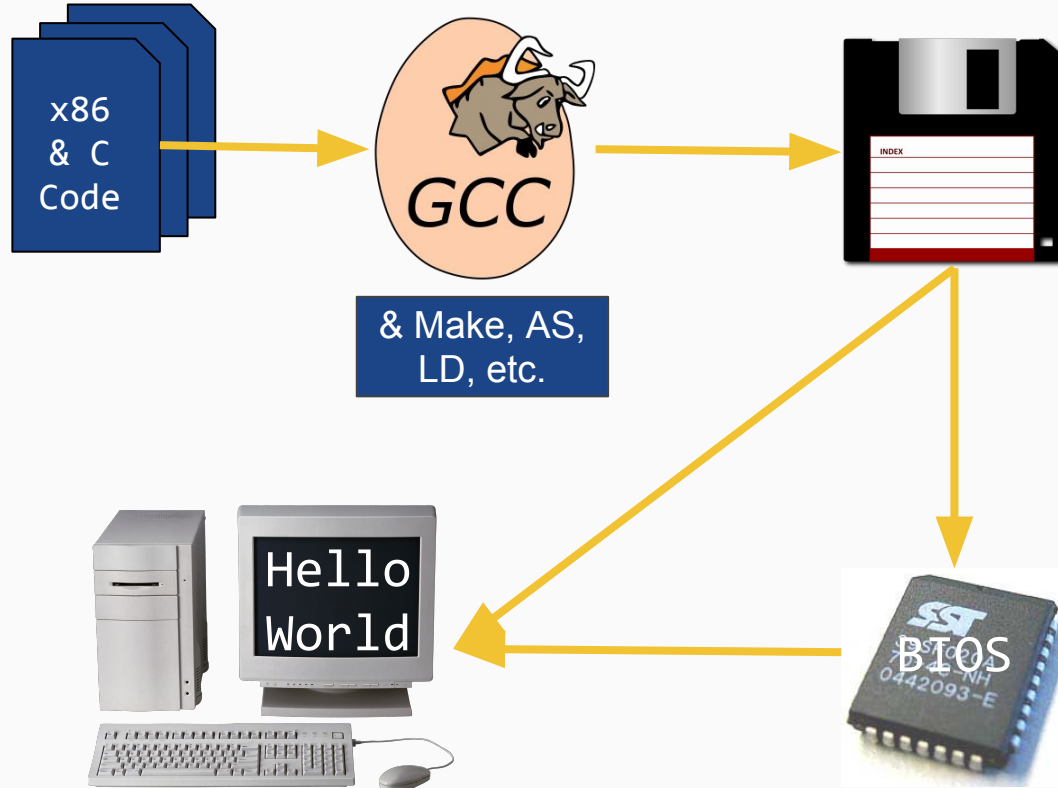 x86
& C
Code
GCC
& Make, AS,
LD, etc.
INDEX
Hello
World
SST
BIOS
0442093-E